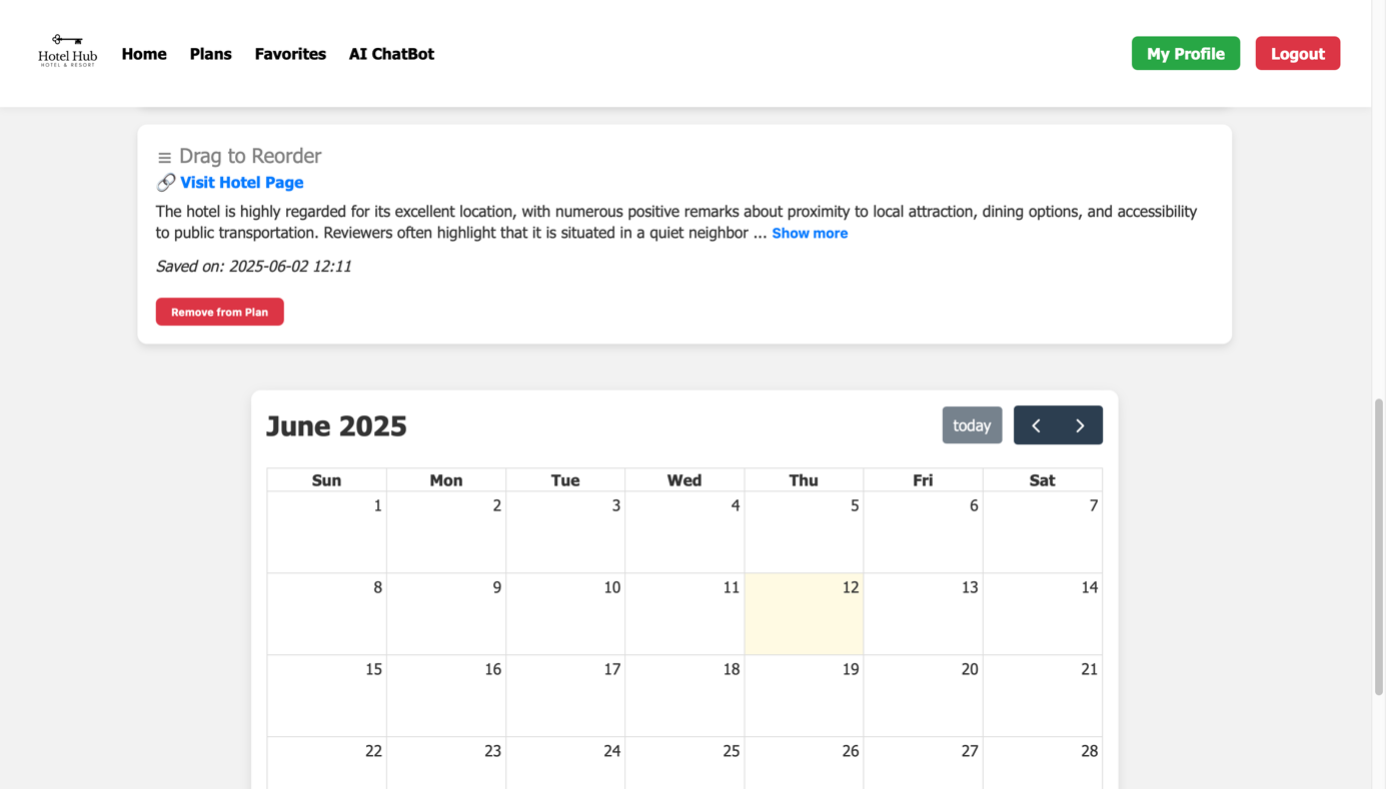 Hotel Hub
HOTEL & RESORT
Home Plans Favorites AI ChatBot My Profile Logout
≡ Drag to Reorder
🔗 Visit Hotel Page
The hotel is highly regarded for its excellent location, with numerous positive remarks about proximity to local attraction, dining options, and accessibility
to public transportation. Reviewers often highlight that it is situated in a quiet neighbor ... Show more
Saved on: 2025-06-02 12:11
Remove from Plan
June 2025 today < >
Sun Mon Tue Wed Thu Fri Sat
1 2 3 4 5 6 7
8 9 10 11 12 13 14
15 16 17 18 19 20 21
22 23 24 25 26 27 28